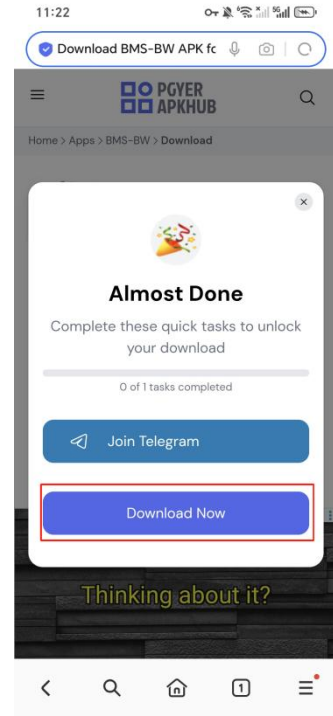 11:22
5G
Download BMS-BW APK fc
PGYER
APKHUB
Home > Apps > BMS-BW > Download
Almost Done
Complete these quick tasks to unlock
your download
0 of 1 tasks completed
Join Telegram
Download Now
Thinking about it?
1